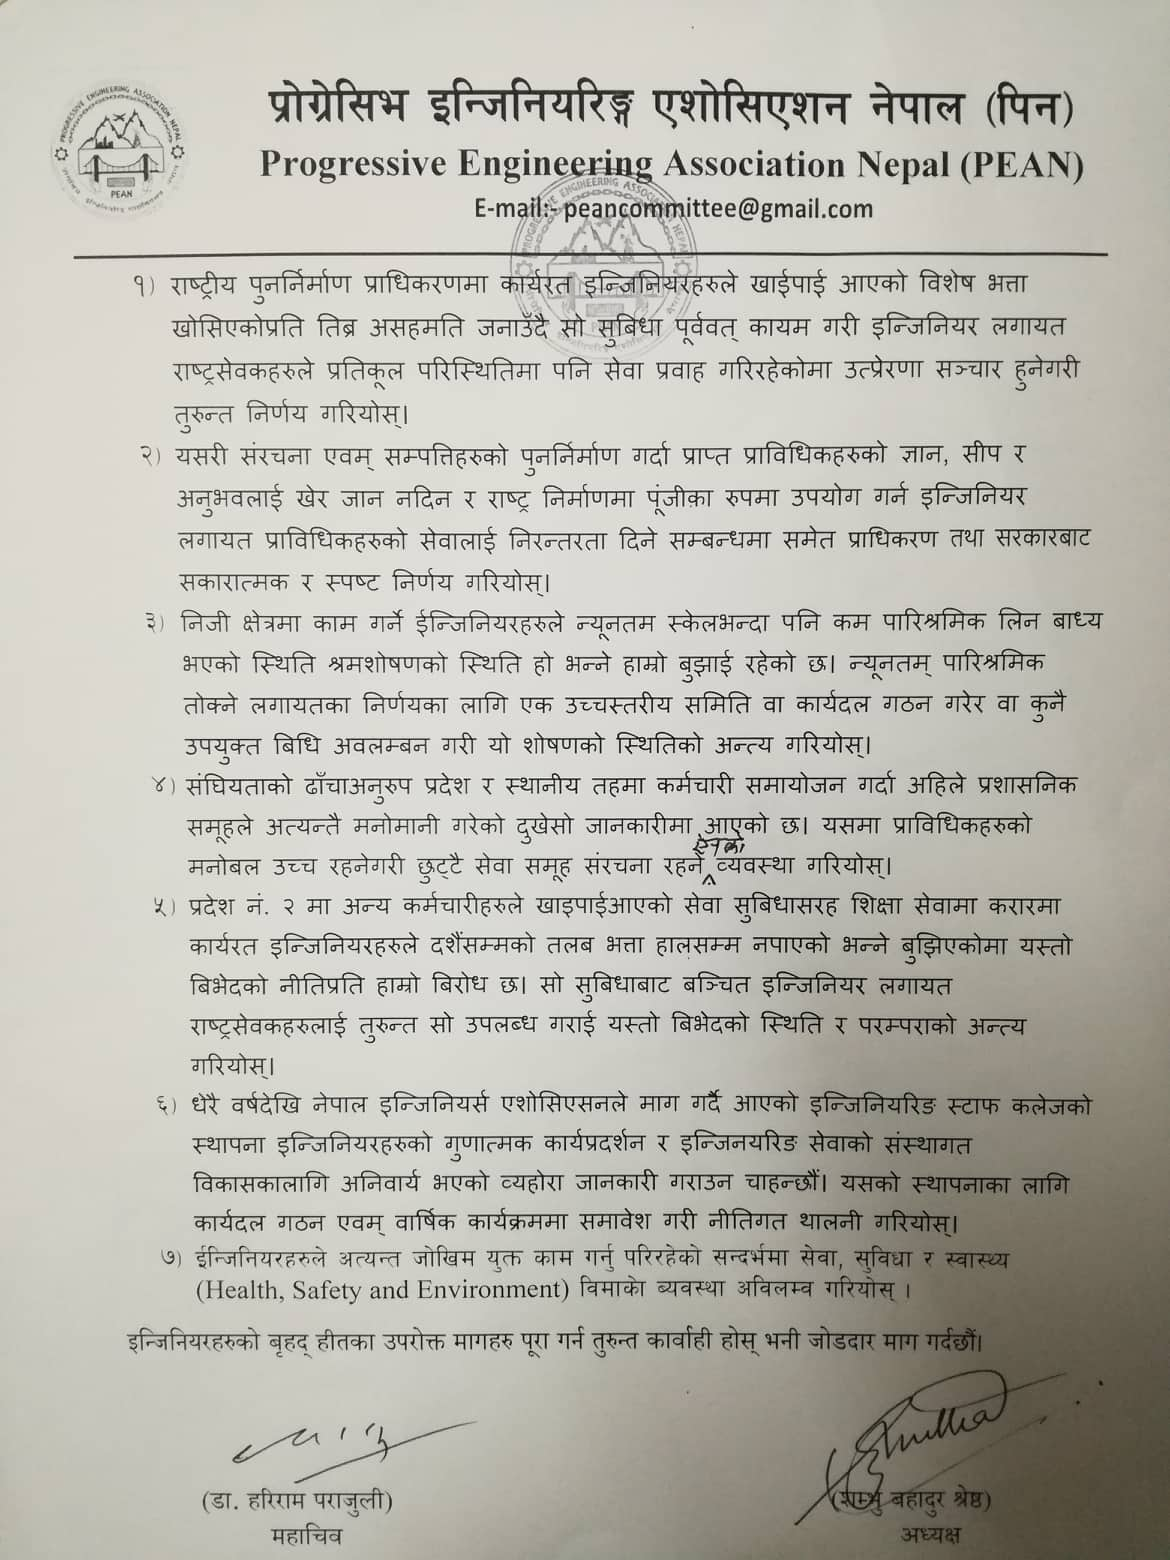 प्रोग्रेसिभ इन्जिनियरिङ्ग एशोसिएशन नेपाल (पिन)
Progressive Engineering Association Nepal (PEAN)
E-mail:- peancommittee@gmail.com
PROGRESSIVE ENGINEERING ASSOCIATION NEPAL
PEAN
१) राष्ट्रीय पुनर्निर्माण प्राधिकरणमा कार्यरत इन्जिनियरहरुले खाईपाई आएको विशेष भत्ता
खोसिएकोप्रति तिब्र असहमति जनाउँदै सो सुबिधा पूर्ववत् कायम गरी इन्जिनियर लगायत
राष्ट्रसेवकहरुले प्रतिकूल परिस्थितिमा पनि सेवा प्रवाह गरिरहेकोमा उत्प्रेरणा सञ्चार हुनेगरी
तुरुन्त निर्णय गरियोस्।
२) यसरी संरचना एवम् सम्पत्तिहरुको पुनर्निर्माण गर्दा प्राप्त प्राविधिकहरुको ज्ञान, सीप र
अनुभवलाई खेर जान नदिन र राष्ट्र निर्माणमा पूंजीका रुपमा उपयोग गर्न इन्जिनियर
लगायत प्राविधिकहरुको सेवालाई निरन्तरता दिने सम्बन्धमा समेत प्राधिकरण तथा सरकारबाट
सकारात्मक र स्पष्ट निर्णय गरियोस्।
३) निजी क्षेत्रमा काम गर्ने ईन्जिनियरहरुले न्यूनतम स्केलभन्दा पनि कम पारिश्रमिक लिन बाध्य
भएको स्थिति श्रमशोषणको स्थिति हो भन्ने हाम्रो बुझाई रहेको छ। न्यूनतम् पारिश्रमिक
तोक्ने लगायतका निर्णयका लागि एक उच्चस्तरीय समिति वा कार्यदल गठन गरेर वा कुनै
उपयुक्त बिधि अवलम्बन गरी यो शोषणको स्थितिको अन्त्य गरियोस्।
४) संघियताको ढाँचाअनुरुप प्रदेश र स्थानीय तहमा कर्मचारी समायोजन गर्दा अहिले प्रशासनिक
समूहले अत्यन्तै मनोमानी गरेको दुखेसो जानकारीमा आएको छ। यसमा प्राविधिकहरुको
मनोबल उच्च रहनेगरी छुट्टै सेवा समूह संरचना रहने ऐनको व्यवस्था गरियोस्।
५) प्रदेश नं. २ मा अन्य कर्मचारीहरुले खाइपाईआएको सेवा सुबिधासरह शिक्षा सेवामा करारमा
कार्यरत इन्जिनियरहरुले दशैंसम्मको तलब भत्ता हालसम्म नपाएको भन्ने बुझिएकोमा यस्तो
बिभेदको नीतिप्रति हाम्रो बिरोध छ। सो सुबिधाबाट बञ्चित इन्जिनियर लगायत
राष्ट्रसेवकहरुलाई तुरुन्त सो उपलब्ध गराई यस्तो बिभेदको स्थिति र परम्पराको अन्त्य
गरियोस्।
६) धेरै वर्षदेखि नेपाल इन्जिनियर्स एशोसिएसनले माग गर्दै आएको इन्जिनियरिङ स्टाफ कलेजको
स्थापना इन्जिनियरहरुको गुणात्मक कार्यप्रदर्शन र इन्जिनयरिङ सेवाको संस्थागत
विकासकालागि अनिवार्य भएको व्यहोरा जानकारी गराउन चाहन्छौं। यसको स्थापनाका लागि
कार्यदल गठन एवम् वार्षिक कार्यक्रममा समावेश गरी नीतिगत थालनी गरियोस्।
७) ईन्जिनियरहरुले अत्यन्त जोखिम युक्त काम गर्नु परिरहेको सन्दर्भमा सेवा, सुविधा र स्वास्थ्य
(Health, Safety and Environment) विमाको ब्यवस्था अविलम्व गरियोस् ।
इन्जिनियरहरुको बृहद् हीतका उपरोक्त मागहरु पूरा गर्न तुरुन्त कार्वाही होस् भनी जोडदार माग गर्दछौं।
(डा. हरिराम पराजुली)
महाचिव
(शम्भु बहादुर श्रेष्ठ)
अध्यक्ष